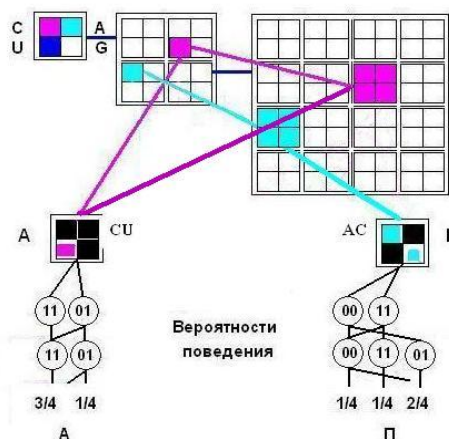 C A
U G
А CU AC
11 01 00 11
Вероятности
11 01 00 11 01
поведения
3/4 1/4 1/4 1/4 2/4
А П